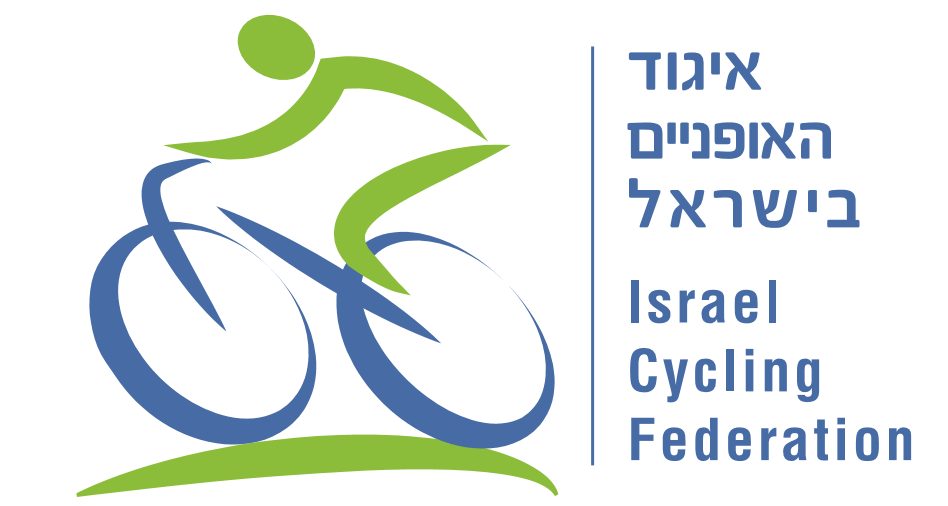 איגוד
האופניים
בישראל
Israel
Cycling
Federation